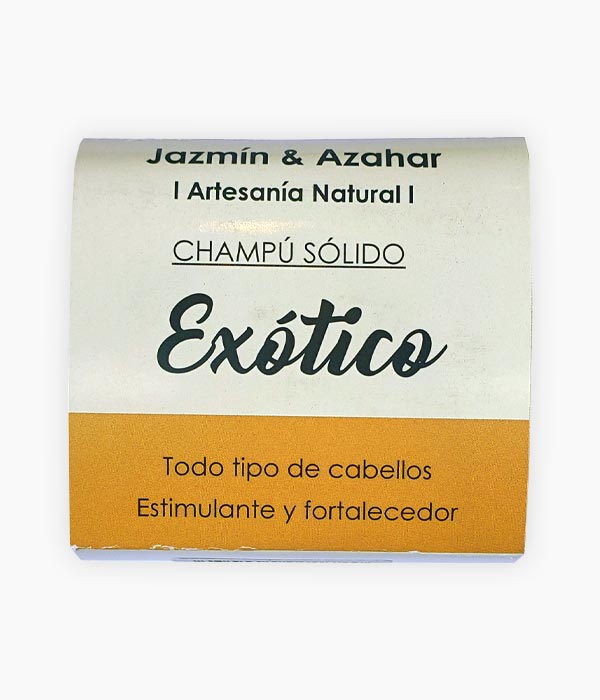 Jazmín & Azahar
| Artesanía Natural |
CHAMPÚ SÓLIDO
Exótico
Todo tipo de cabellos
Estimulante y fortalecedor